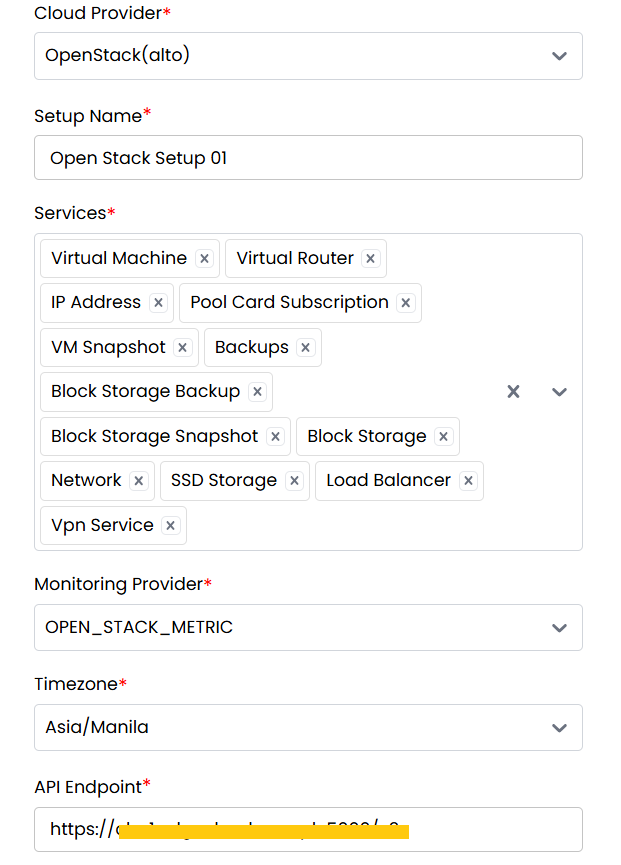 Cloud Provider*
OpenStack(alto)
Setup Name*
Open Stack Setup 01
Services*
Virtual Machine x Virtual Router x
IP Address x Pool Card Subscription x
VM Snapshot x Backups x
Block Storage Backup x
Block Storage Snapshot x Block Storage x
Network x SSD Storage x Load Balancer x
Vpn Service x
Monitoring Provider*
OPEN_STACK_METRIC
Timezone*
Asia/Manila
API Endpoint*
https://